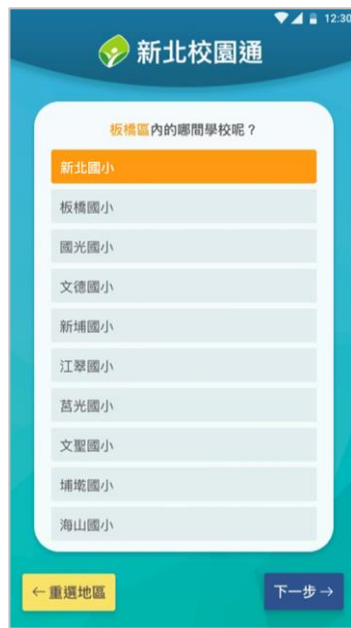 12:30
新北校園通
板橋區內的哪間學校呢？
新北國小
板橋國小
國光國小
文德國小
新埔國小
江翠國小
莒光國小
文聖國小
埔墘國小
海山國小
←重選地區
下一步→